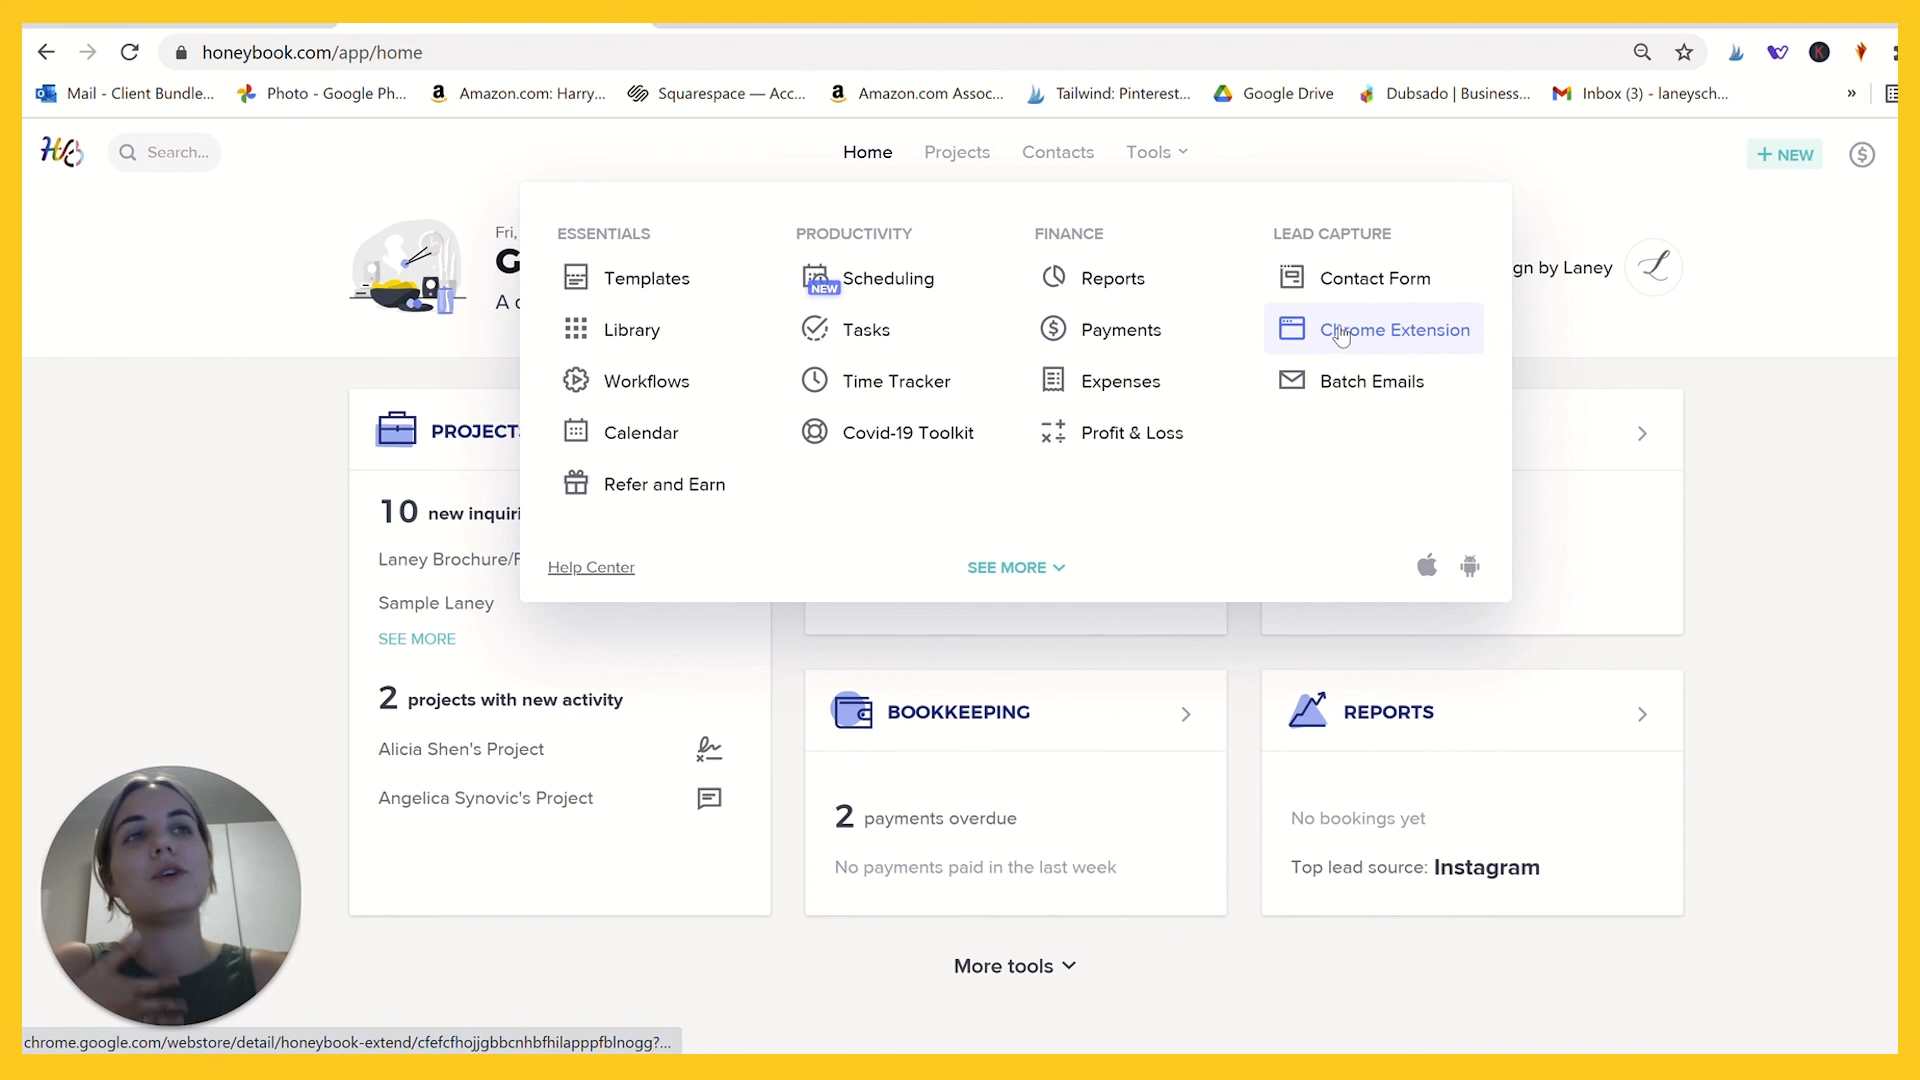 honeybook.com/app/home
Mail - Client Bundle...
Photo - Google Ph...
Amazon.com: Harry...
Squarespace — Acc...
Amazon.com Assoc...
Tailwind: Pinterest...
Google Drive
Dubsado | Business...
Inbox (3) - laneysch...
»
HB
Search...
Home
Projects
Contacts
Tools
+ NEW
Fri,
G
A c
gn by Laney
ESSENTIALS
Templates
Library
Workflows
Calendar
Refer and Earn
PRODUCTIVITY
NEW
Scheduling
Tasks
Time Tracker
Covid-19 Toolkit
FINANCE
Reports
Payments
Expenses
Profit & Loss
LEAD CAPTURE
Contact Form
Chrome Extension
Batch Emails
Help Center
SEE MORE
PROJECT
10 new inquiri
Laney Brochure/F
Sample Laney
SEE MORE
2 projects with new activity
Alicia Shen's Project
Angelica Synovic's Project
BOOKKEEPING
2 payments overdue
No payments paid in the last week
REPORTS
No bookings yet
Top lead source: Instagram
More tools
chrome.google.com/webstore/detail/honeybook-extend/cfefcfhojjgbbcnhbfhilapppfblnogg?...